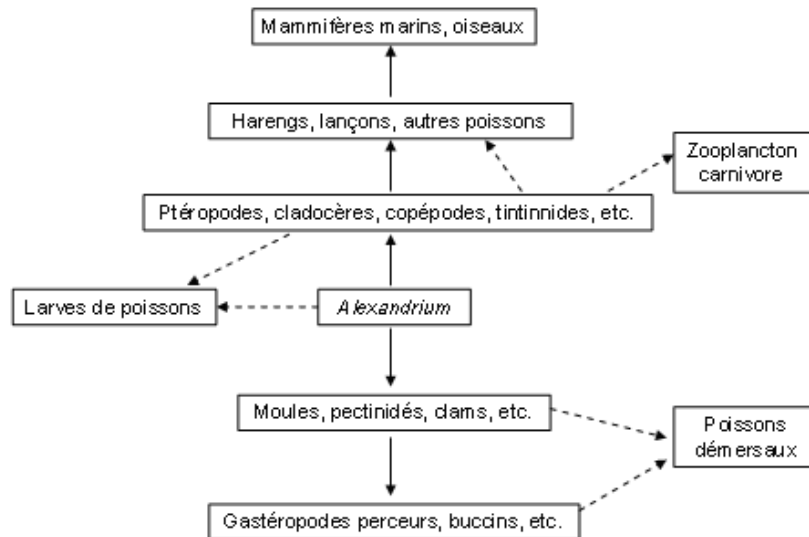 Mammifères marins, oiseaux
Harengs, lançons, autres poissons
Zooplancton
carnivore
Ptéropodes, cladocères, copépodes, tintinnides, etc.
Larves de poissons
Alexandrium
Moules, pectinidés, clams, etc.
Poissons
démersaux
Gastéropodes perceurs, buccins, etc.